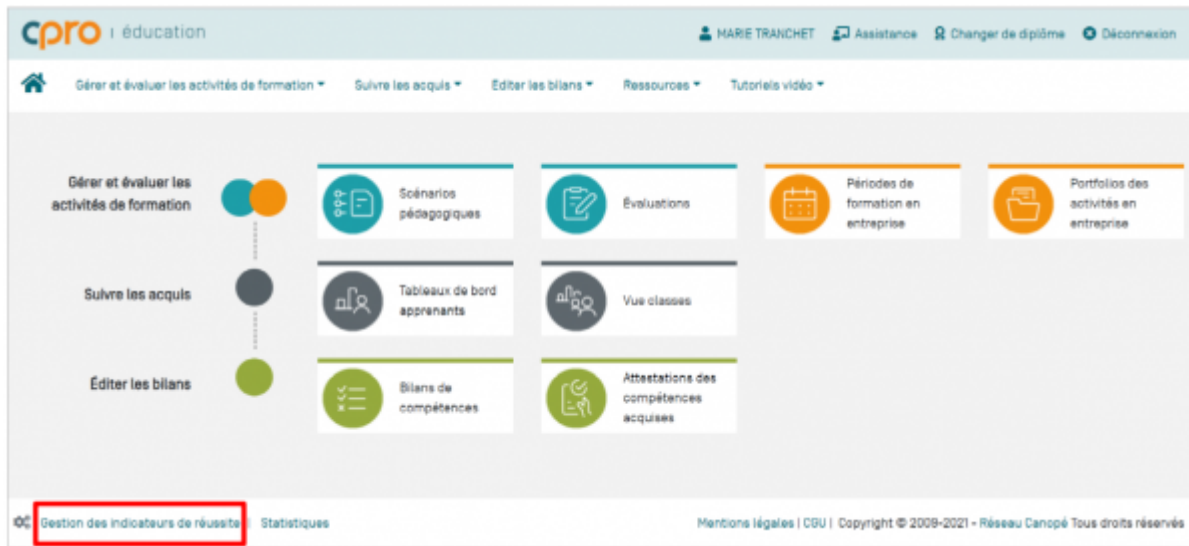 cpro | éducation
MARIE TRANCHET Assistance Changer de diplôme Déconnexion
Gérer et évaluer les activités de formation Suivre les acquis Editer les bilans Ressources Tutoriels vidéo
Gérer et évaluer les
activités de formation
Scénarios
pédagogiques
Évaluations
Périodes de
formation en
entreprise
Portfolios des
activités en
entreprise
Suivre les acquis
Tableaux de bord
apprenants
Vue classes
Éditer les bilans
Bilans de
compétences
Attestations des
compétences
acquises
Gestion des indicateurs de réussite | Statistiques
Mentions légales | CGU | Copyright © 2009-2021 - Réseau Canopé Tous droits réservés